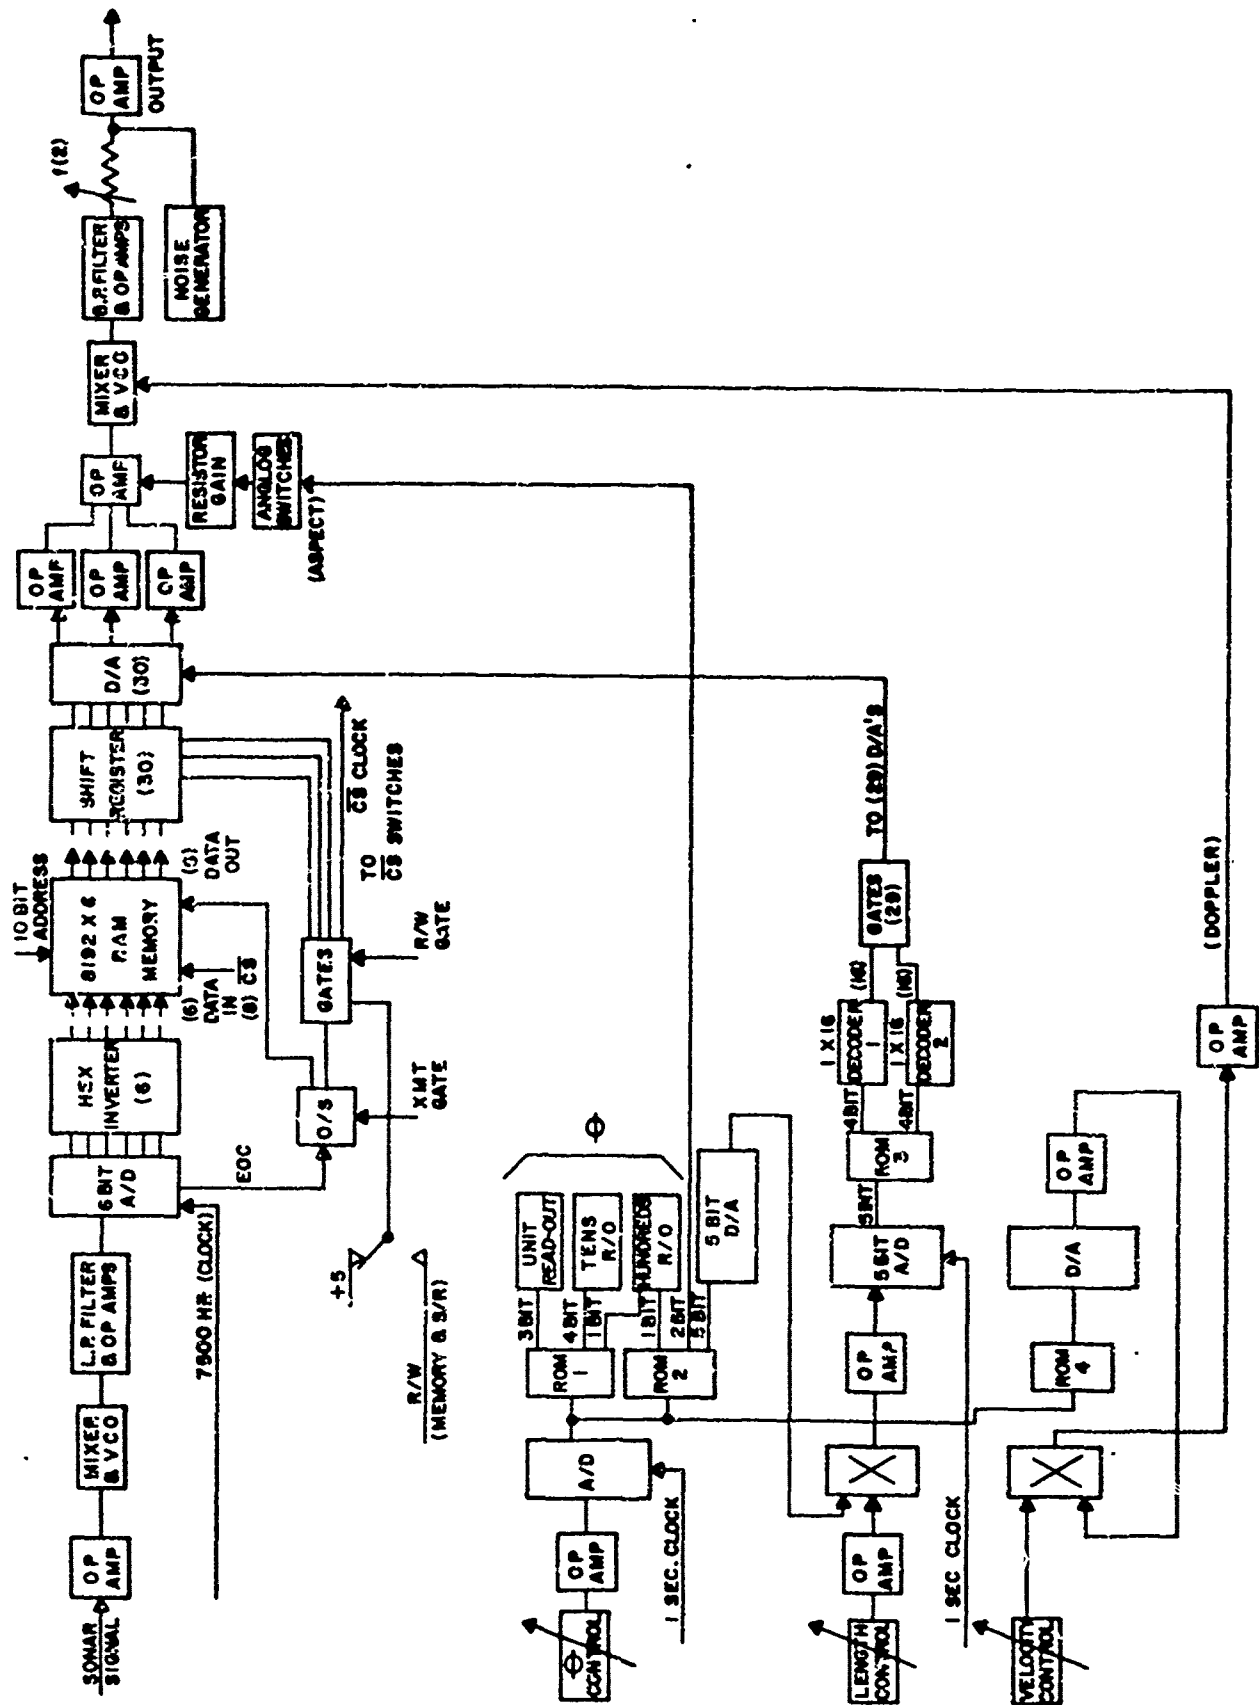 SONAR
SIGNAL
OP
AMP
MIXER
& VCO
L.P. FILTER
& OP AMPS
6 BIT
A/D
HEX
INVERTER
(6)
(6)
DATA
IN
(8) CS
10 BIT
ADDRESS
8192 X 6
RAM
MEMORY
DATA
OUT
SHIFT
REGISTER
(30)
D/A
(30)
OP
AMP
OP
AMP
OP
AMP
OP
AMP
MIXER
& VCO
B.P. FILTER
& OP AMPS
f(2)
OP
AMP
OUTPUT
NOISE
GENERATOR
RESISTOR
GAIN
ANALOG
SWITCHES
(ASPECT)
7500 HR (CLOCK)
EOC
O/S
XMT
GATE
GATES
R/W
GATE
CS CLOCK
TO
CS SWITCHES
+5
R/W
(MEMORY & S/R)
ϕ
CONTROL
OP
AMP
A/D
1 SEC. CLOCK
ROM
1
ROM
2
3 BIT
4 BIT
1 BIT
1 BIT
2 BIT
5 BIT
UNIT
READ-OUT
TENS
R/O
HUNDREDS
R/O
ϕ
5 BIT
D/A
LENGTH
CONTROL
OP
AMP
OP
AMP
5 BIT
A/D
1 SEC CLOCK
5 BIT
ROM
3
4 BIT
4 BIT
1 X 16
DECODER
1
1 X 16
DECODER
2
(16)
(16)
GATES
(29)
TO (29) D/A'S
VELOCITY
CONTROL
ROM
4
D/A
OP
AMP
OP
AMP
(DOPPLER)